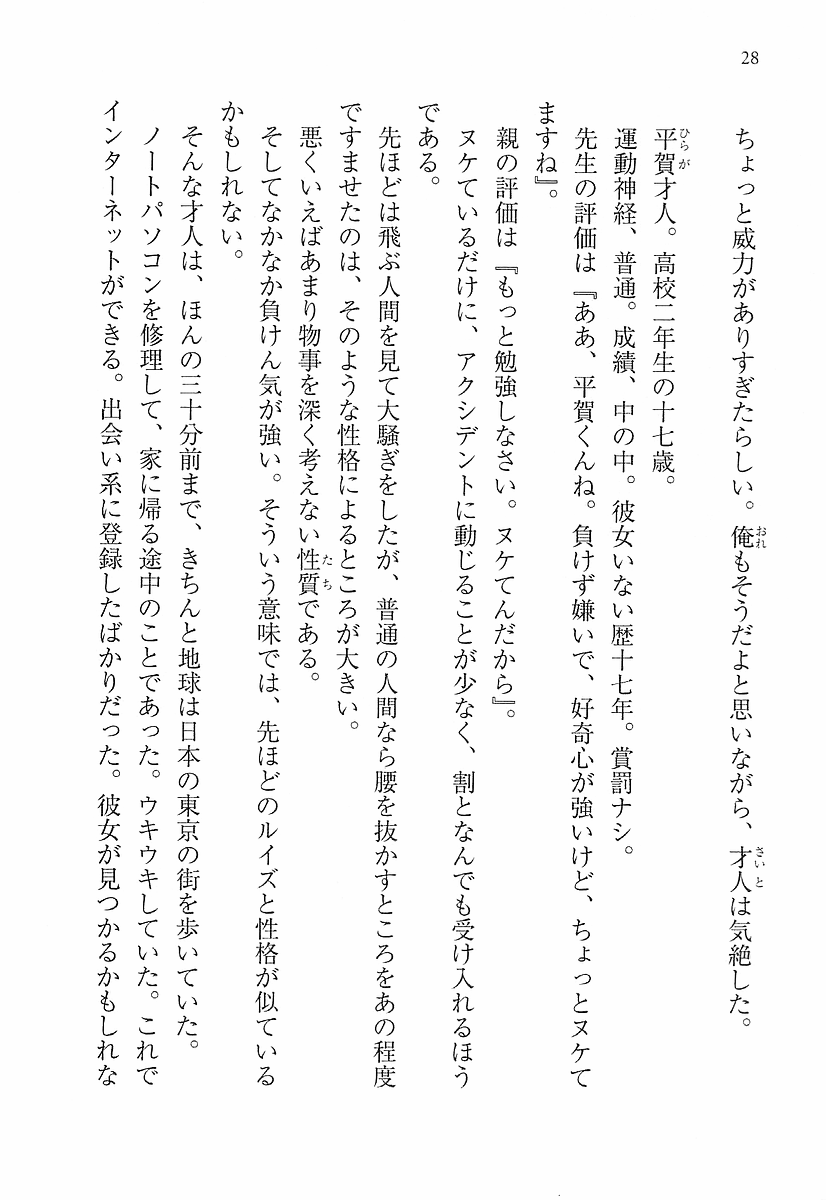 28
ちょっと威力がありすぎたらしい。俺もそうだよと思いながら、才人は気絶した。
平賀才人。高校二年生の十七歳。
運動神経、普通。成績、中の中。彼女いない歴十七年。賞罰ナシ。
先生の評価は『ああ、平賀くんね。負けず嫌いで、好奇心が強いけど、ちょっとヌケて
ますね』。
親の評価は『もっと勉強しなさい。ヌケてんだから』。
ヌケているだけに、アクシデントに動じることが少なく、割となんでも受け入れるほう
である。
先ほどは飛ぶ人間を見て大騒ぎをしたが、普通の人間なら腰を抜かすところをあの程度
ですませたのは、そのような性格によるところが大きい。
悪くいえばあまり物事を深く考えない性質である。
そしてなかなか負けん気が強い。そういう意味では、先ほどのルイズと性格が似ている
かもしれない。
そんな才人は、ほんの三十分前まで、きちんと地球は日本の東京の街を歩いていた。
ノートパソコンを修理して、家に帰る途中のことであった。ウキウキしていた。これで
インターネットができる。出会い系に登録したばかりだった。彼女が見つかるかもしれな